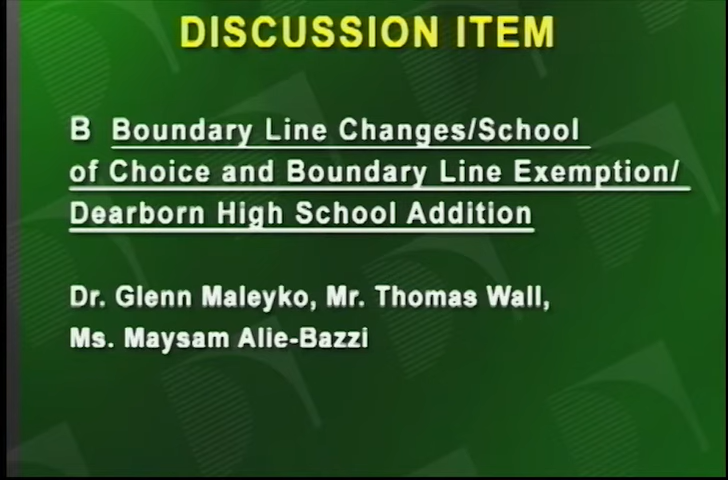 DISCUSSION ITEM
B Boundary Line Changes/School
of Choice and Boundary Line Exemption/
Dearborn High School Addition
Dr. Glenn Maleyko, Mr. Thomas Wall,
Ms. Maysam Alie-Bazzi